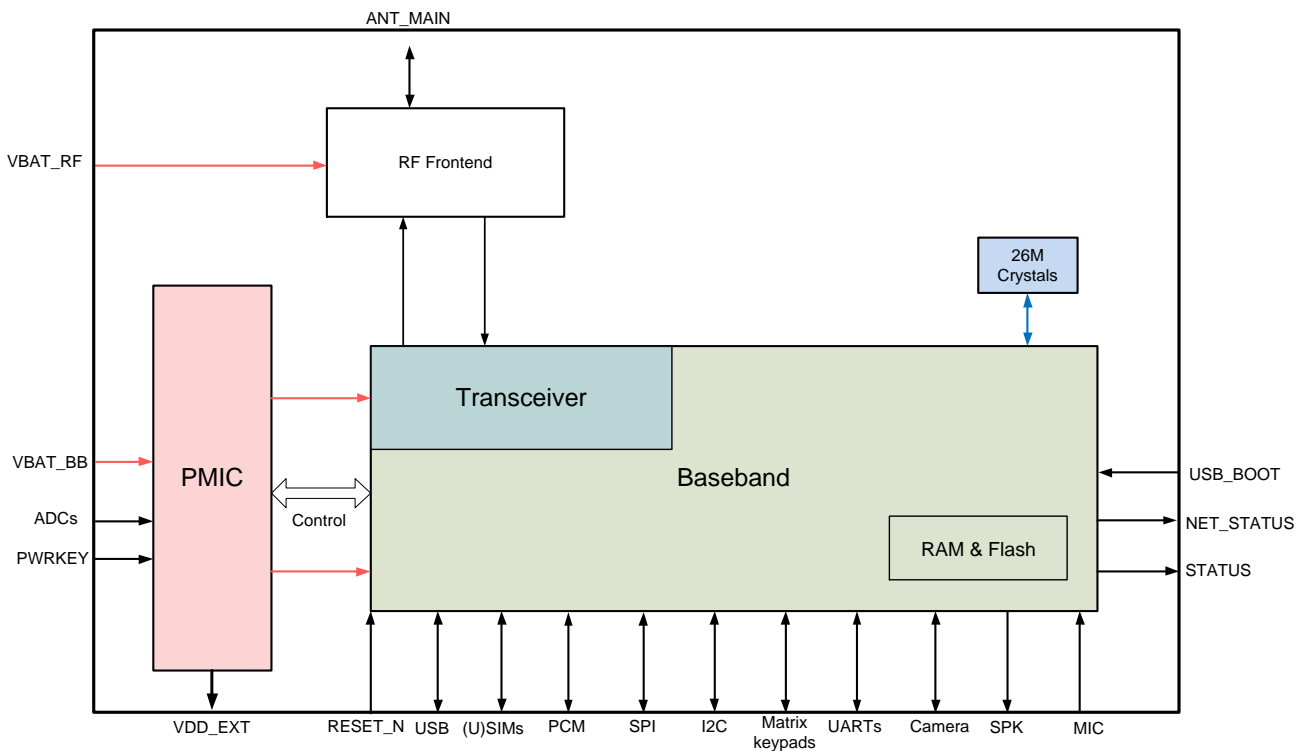 ANT_MAIN
VBAT_RF
RF Frontend
26M
Crystals
Transceiver
VBAT_BB
PMIC
Baseband
USB_BOOT
ADCs
Control
NET_STATUS
PWRKEY
RAM & Flash
STATUS
VDD_EXT
RESET_N
USB
(U)SIMs
PCM
SPI
I2C
Matrix
keypads
UARTs
Camera
SPK
MIC